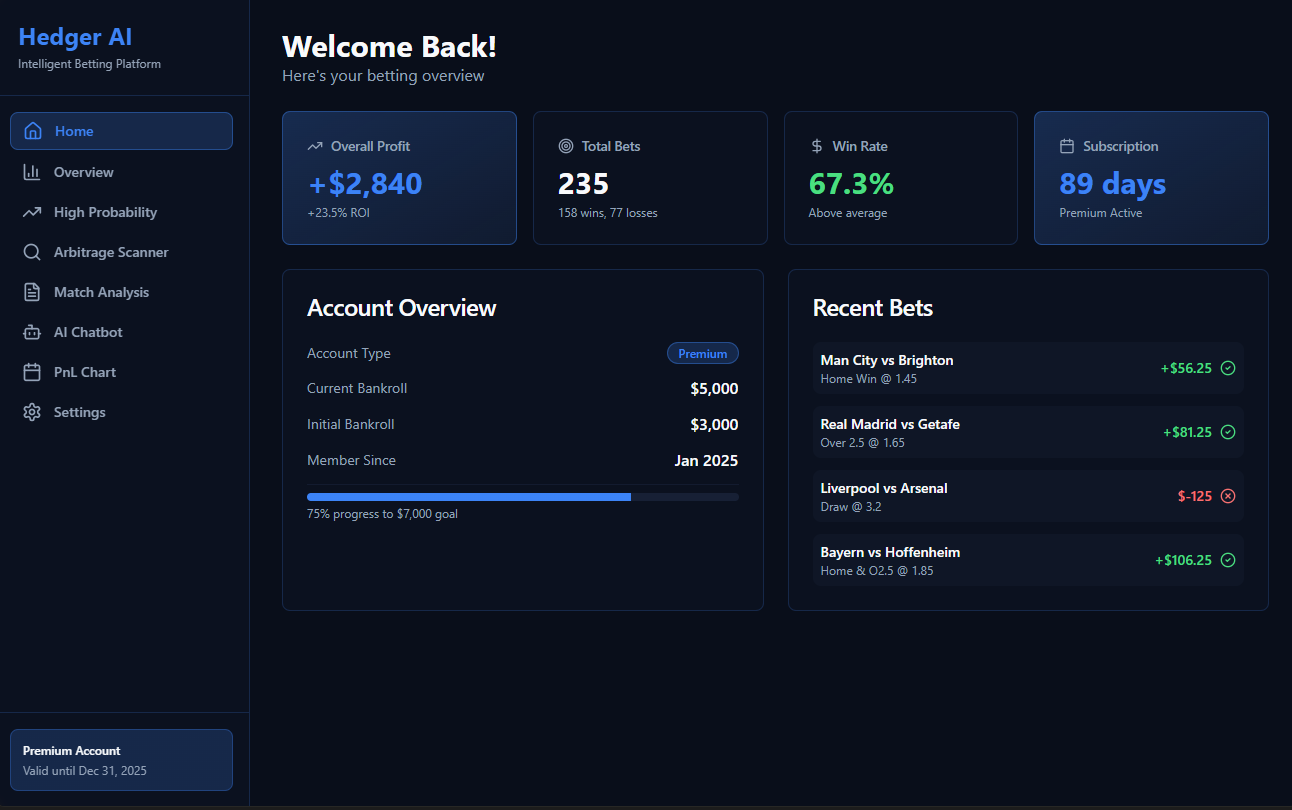 Hedger AI
Intelligent Betting Platform
Home
Overview
High Probability
Arbitrage Scanner
Match Analysis
AI Chatbot
PnL Chart
Settings
Premium Account
Valid until Dec 31, 2025
Welcome Back!
Here's your betting overview
Overall Profit
+$2,840
+23.5% ROI
Total Bets
235
158 wins, 77 losses
Win Rate
67.3%
Above average
Subscription
89 days
Premium Active
Account Overview
Account Type Premium
Current Bankroll $5,000
Initial Bankroll $3,000
Member Since Jan 2025
75% progress to $7,000 goal
Recent Bets
Man City vs Brighton
Home Win @ 1.45
+$56.25
Real Madrid vs Getafe
Over 2.5 @ 1.65
+$81.25
Liverpool vs Arsenal
Draw @ 3.2
$-125
Bayern vs Hoffenheim
Home & O2.5 @ 1.85
+$106.25